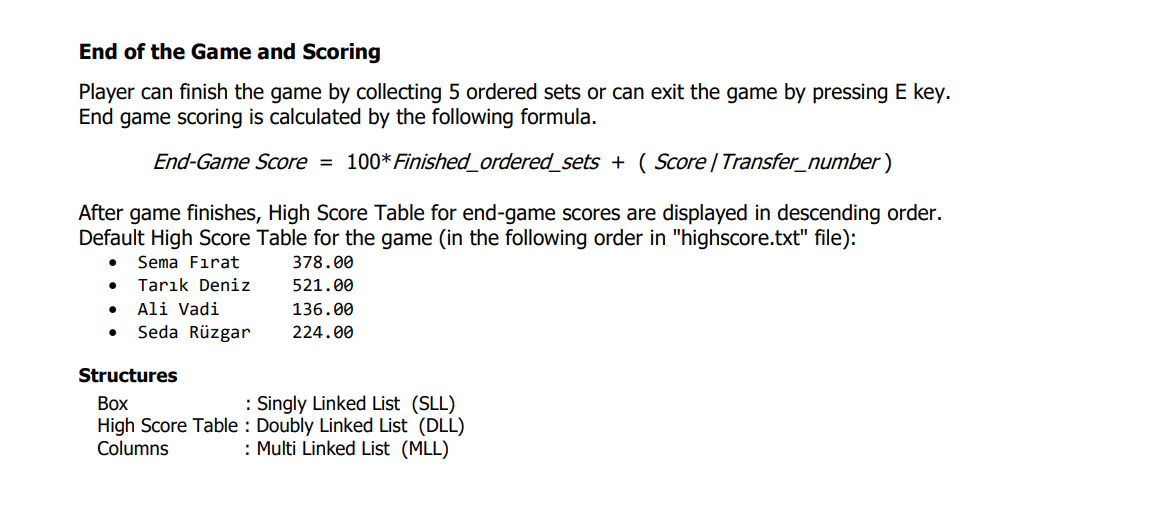 End of the Game and Scoring
Player can finish the game by collecting 5 ordered sets or can exit the game by pressing E key.
End game scoring is calculated by the following formula.
End-Game Score = 100*Finished_ordered_sets + ( Score / Transfer_number )
After game finishes, High Score Table for end-game scores are displayed in descending order.
Default High Score Table for the game (in the following order in "highscore.txt" file):
• Sema Fırat 378.00
• Tarık Deniz 521.00
• Ali Vadi 136.00
• Seda Rüzgar 224.00
Structures
Box : Singly Linked List (SLL)
High Score Table : Doubly Linked List (DLL)
Columns : Multi Linked List (MLL)